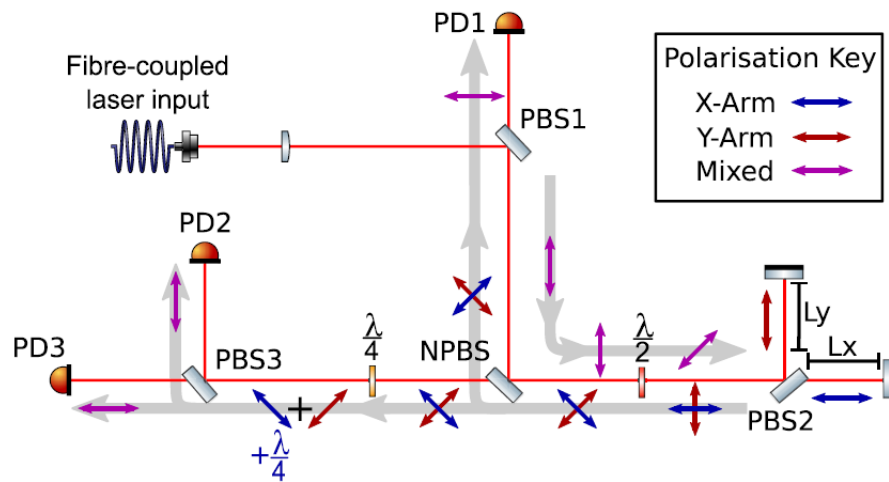 PD1
Fibre-coupled
laser input
PBS1
Polarisation Key
X-Arm
Y-Arm
Mixed
PD2
PD3
PBS3
λ/4
NPBS
λ/2
Ly
Lx
PBS2
+
+λ/4